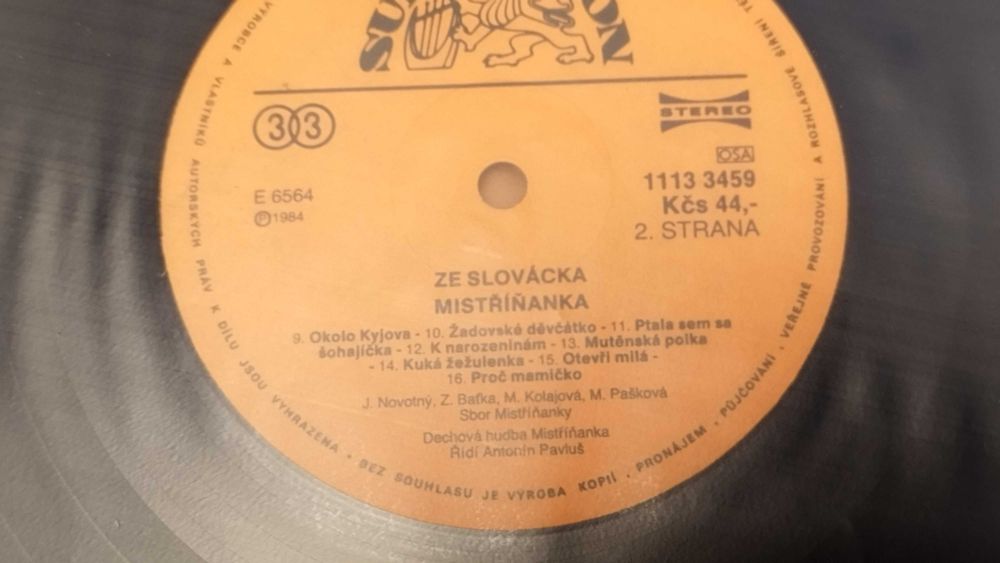 33
STEREO
OSA
E 6564
1113 3459
Ⓟ1984
Kčs 44,-
2. STRANA
ZE SLOVÁCKA
MISTŘÍŇANKA
9. Okolo Kyjova - 10. Žadovské děvčátko - 11. Ptala sem sa
šohajíčka - 12. K narozeninám - 13. Mutěnská polka
- 14. Kuká žežulenka - 15. Otevři milá -
16. Proč mamičko
J. Novotný, Z. Baťka, M. Kolajová, M. Pašková
Sbor Mistříňanky
Dechová hudba Mistříňanka
Řídí Antonín Pavluš
VÝROBCE A VLASTNÍKŮ AUTORSKÝCH PRÁV K DÍLU JSOU VYHRAZENA · BEZ SOUHLASU JE VÝROBA KOPIÍ · PRONÁJEM · PŮJČOVÁNÍ · VEŘEJNÉ PROVOZOVÁNÍ A ROZHLASOVÉ ŠÍŘENÍ